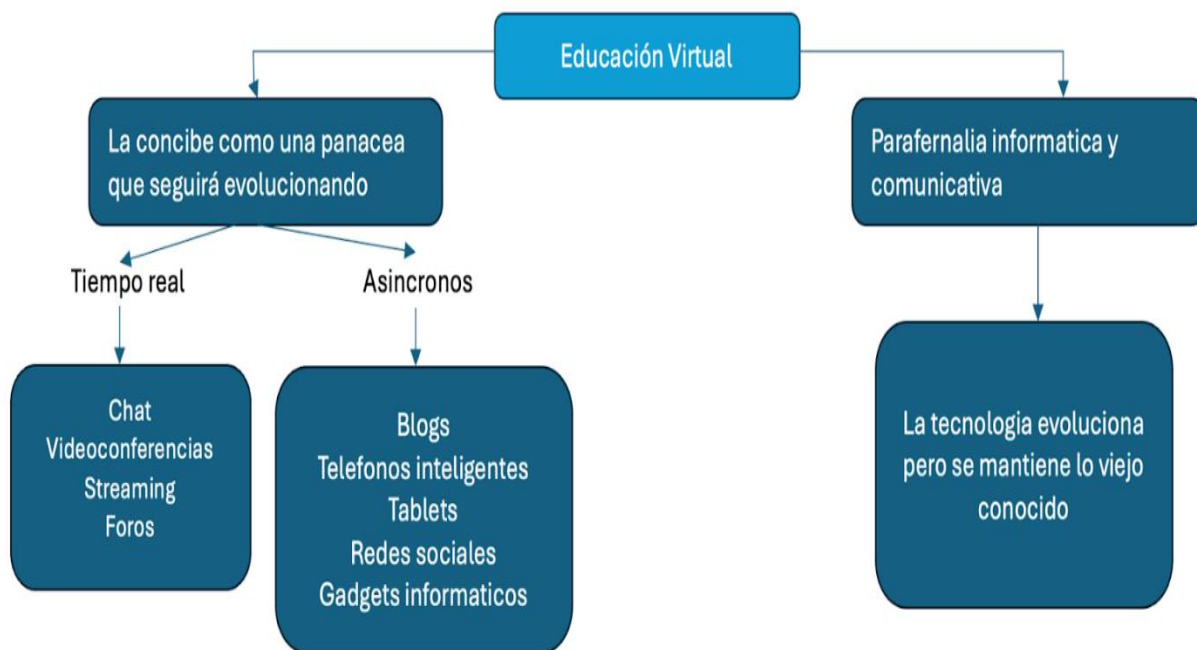 Educación Virtual
La concibe como una panacea
que seguirá evolucionando
Parafernalia informatica y
comunicativa
Tiempo real
Asincronos
Chat
Videoconferencias
Streaming
Foros
Blogs
Telefonos inteligentes
Tablets
Redes sociales
Gadgets informaticos
La tecnologia evoluciona
pero se mantiene lo viejo
conocido